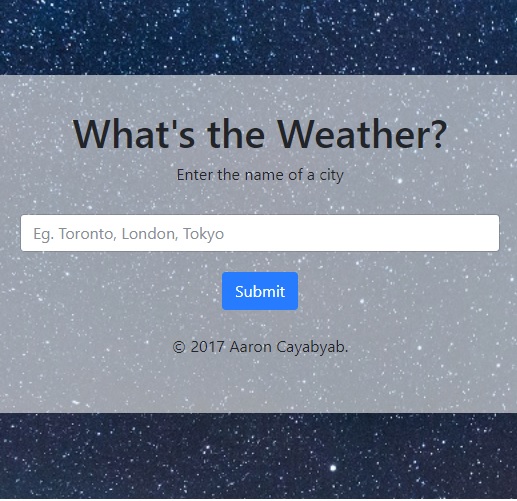 What's the Weather?
Enter the name of a city
Eg. Toronto, London, Tokyo
Submit
© 2017 Aaron Cayabyab.